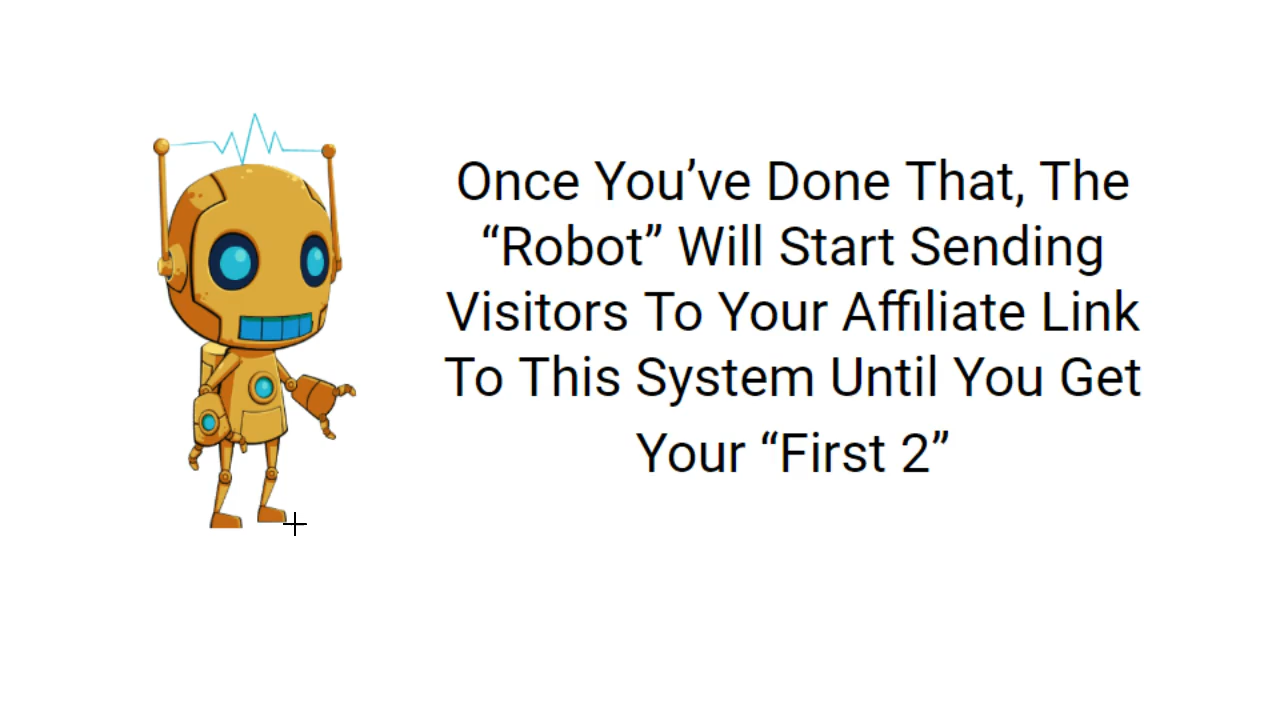 Once You’ve Done That, The
“Robot” Will Start Sending
Visitors To Your Affiliate Link
To This System Until You Get
Your “First 2”